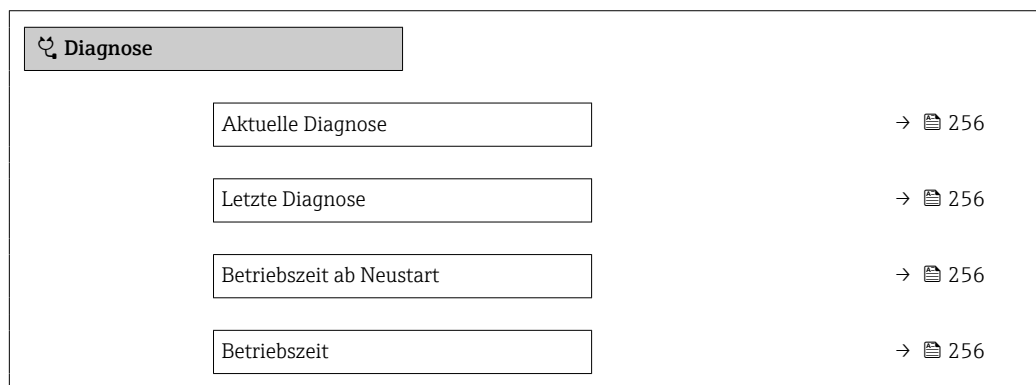 Diagnose
Aktuelle Diagnose → 256
Letzte Diagnose → 256
Betriebszeit ab Neustart → 256
Betriebszeit → 256